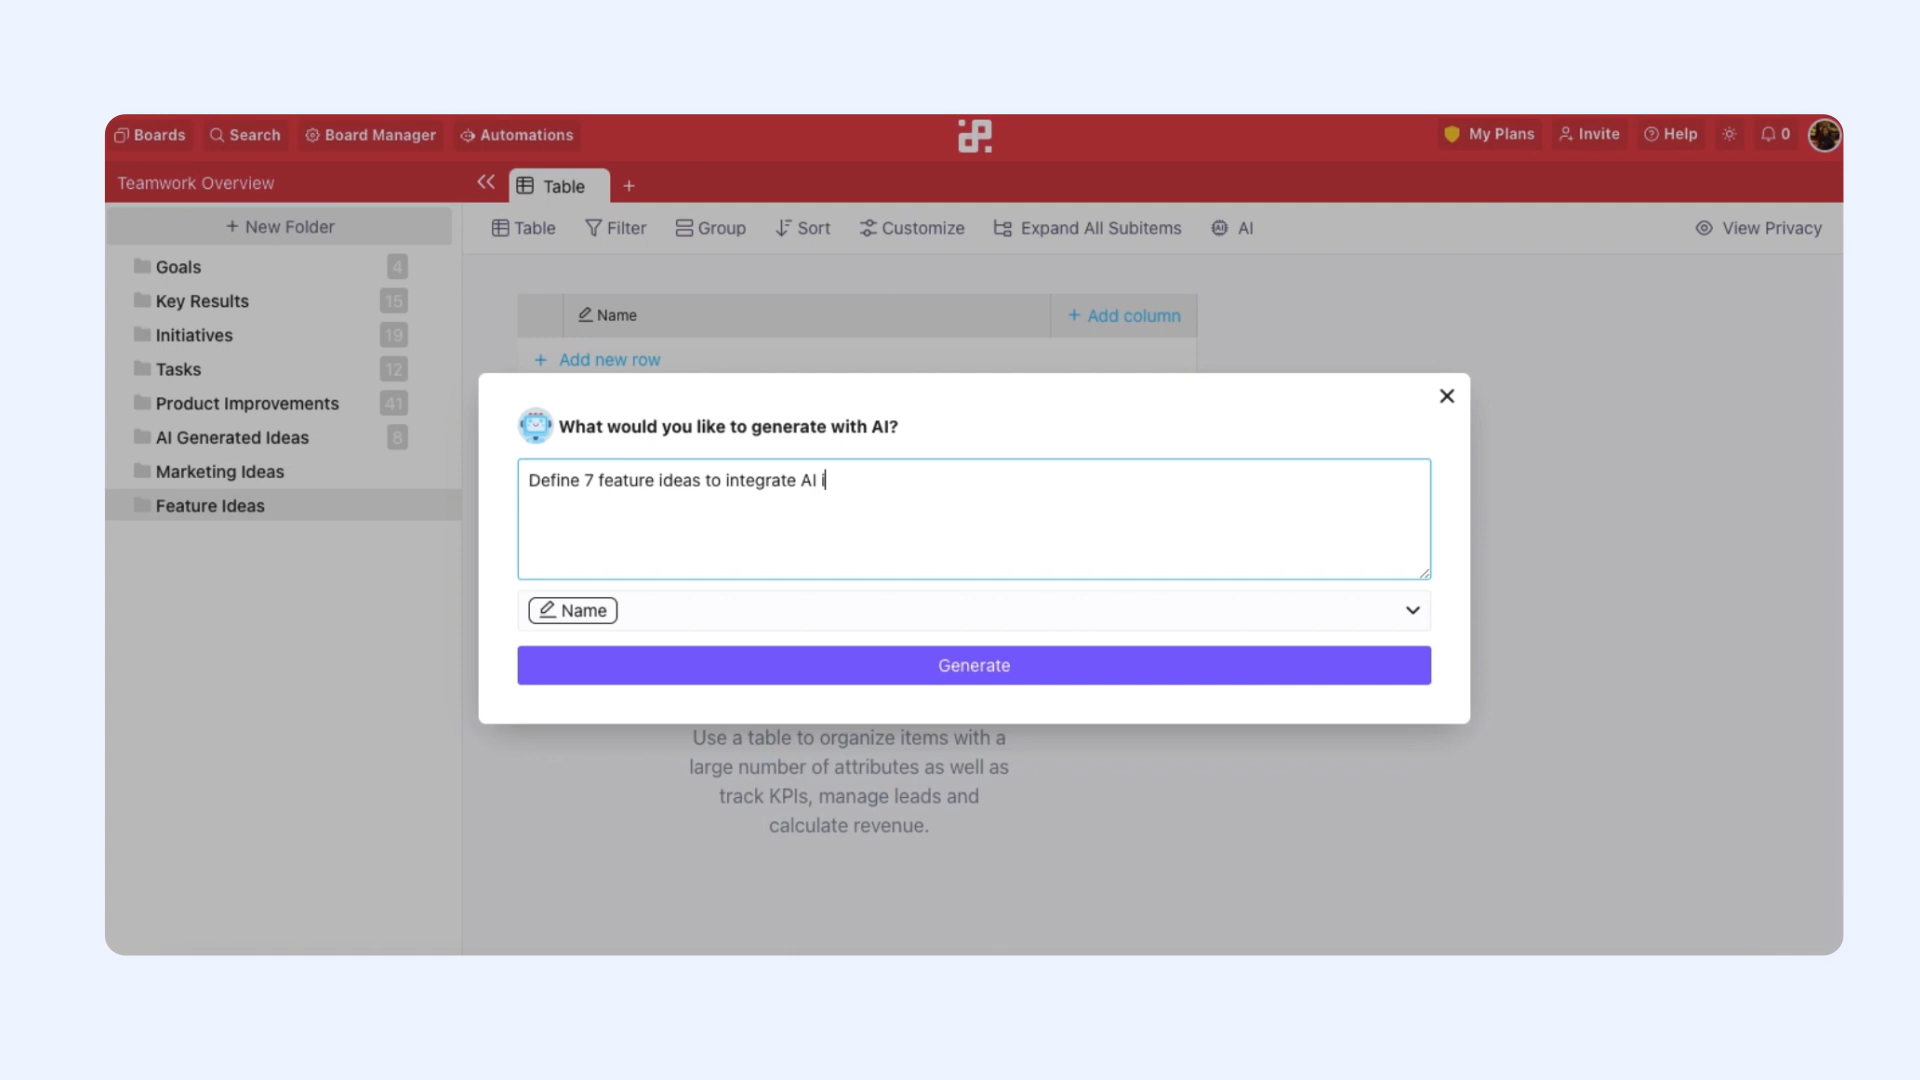 Boards Search Board Manager Automations My Plans Invite Help 0
Teamwork Overview Table +
+ New Folder Table Filter Group Sort Customize Expand All Subitems AI View Privacy
Goals 4
Key Results 15
Initiatives 19
Tasks 12
Product Improvements 41
AI Generated Ideas 8
Marketing Ideas
Feature Ideas
Name + Add column
+ Add new row
What would you like to generate with AI?
Define 7 feature ideas to integrate AI i
Name
Generate
Use a table to organize items with a
large number of attributes as well as
track KPIs, manage leads and
calculate revenue.